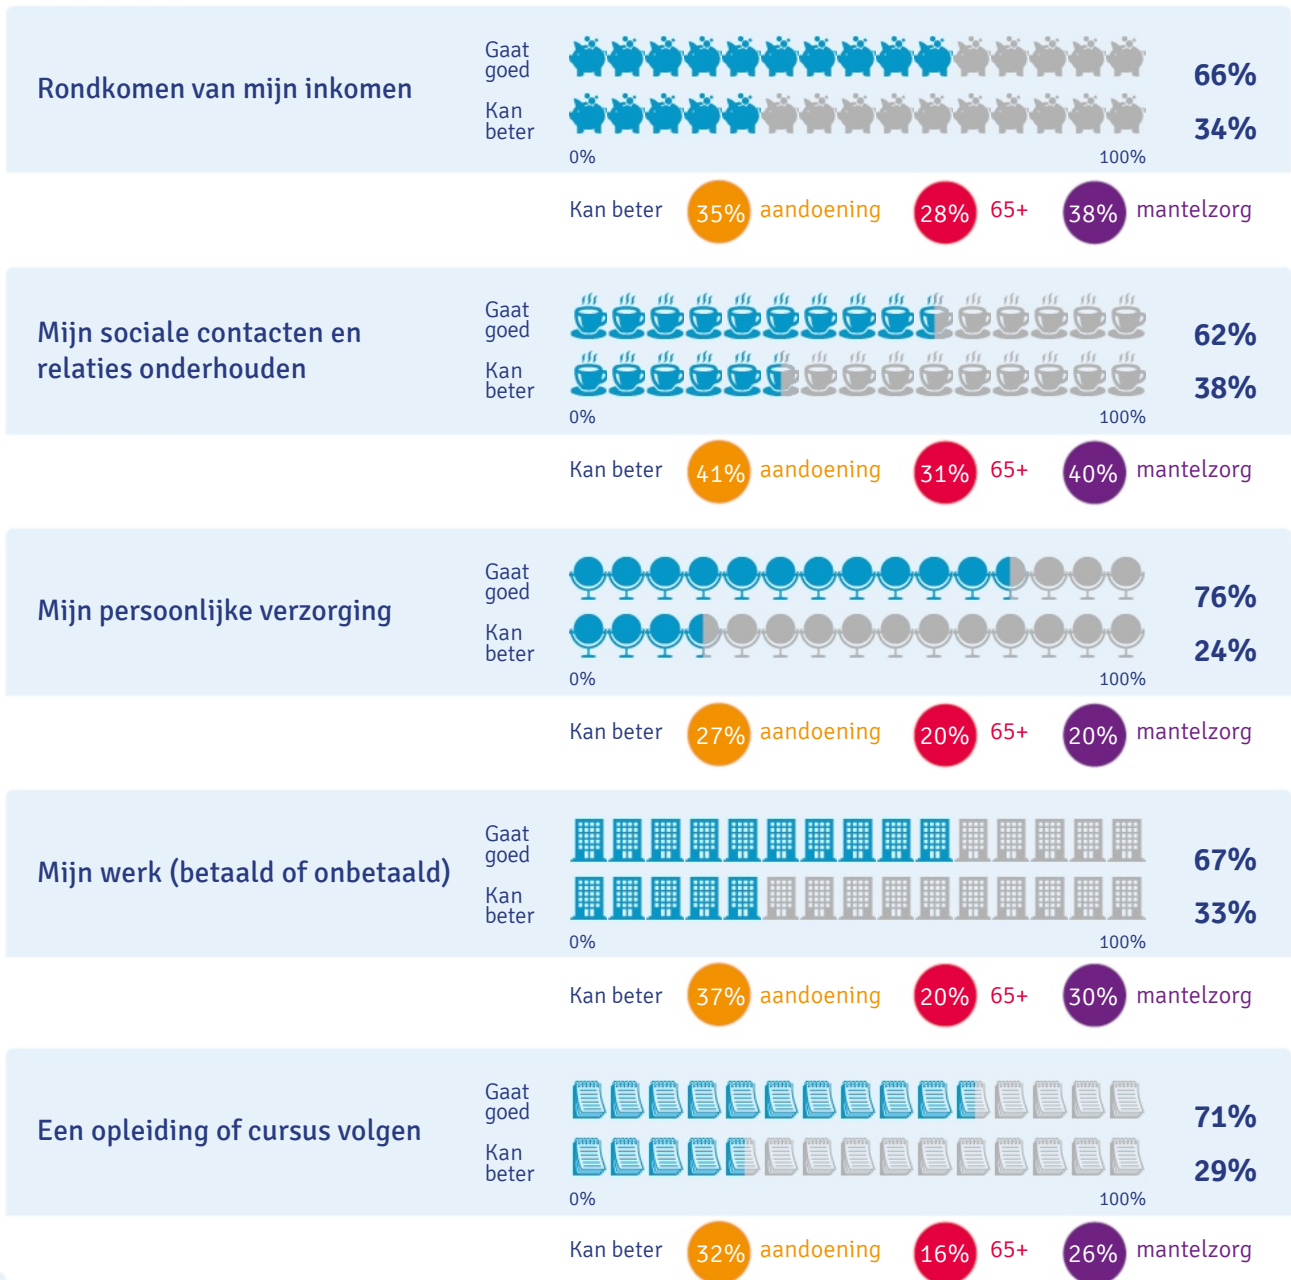 Rondkomen van mijn inkomen
Gaat
goed
66%
Kan
beter
34%
0% 100%
Kan beter 35% aandoening 28% 65+ 38% mantelzorg
Mijn sociale contacten en
relaties onderhouden
Gaat
goed
62%
Kan
beter
38%
0% 100%
Kan beter 41% aandoening 31% 65+ 40% mantelzorg
Mijn persoonlijke verzorging
Gaat
goed
76%
Kan
beter
24%
0% 100%
Kan beter 27% aandoening 20% 65+ 20% mantelzorg
Mijn werk (betaald of onbetaald)
Gaat
goed
67%
Kan
beter
33%
0% 100%
Kan beter 37% aandoening 20% 65+ 30% mantelzorg
Een opleiding of cursus volgen
Gaat
goed
71%
Kan
beter
29%
0% 100%
Kan beter 32% aandoening 16% 65+ 26% mantelzorg